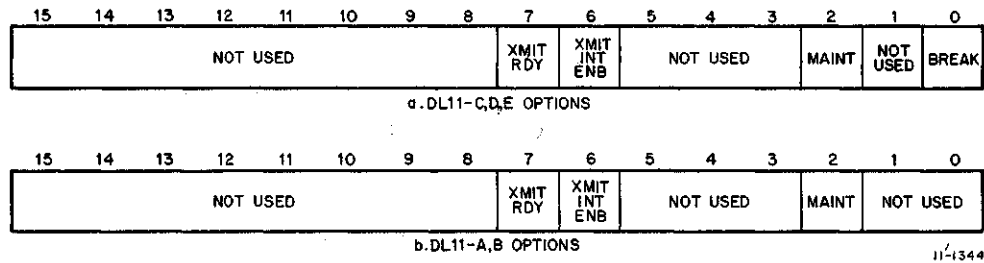 15 14 13 12 11 10 9 8 7 6 5 4 3 2 1 0
NOT USED XMIT RDY XMIT INT ENB NOT USED MAINT NOT USED BREAK
a. DL11-C,D,E OPTIONS
15 14 13 12 11 10 9 8 7 6 5 4 3 2 1 0
NOT USED XMIT RDY XMIT INT ENB NOT USED MAINT NOT USED
b. DL11-A,B OPTIONS
11-1344